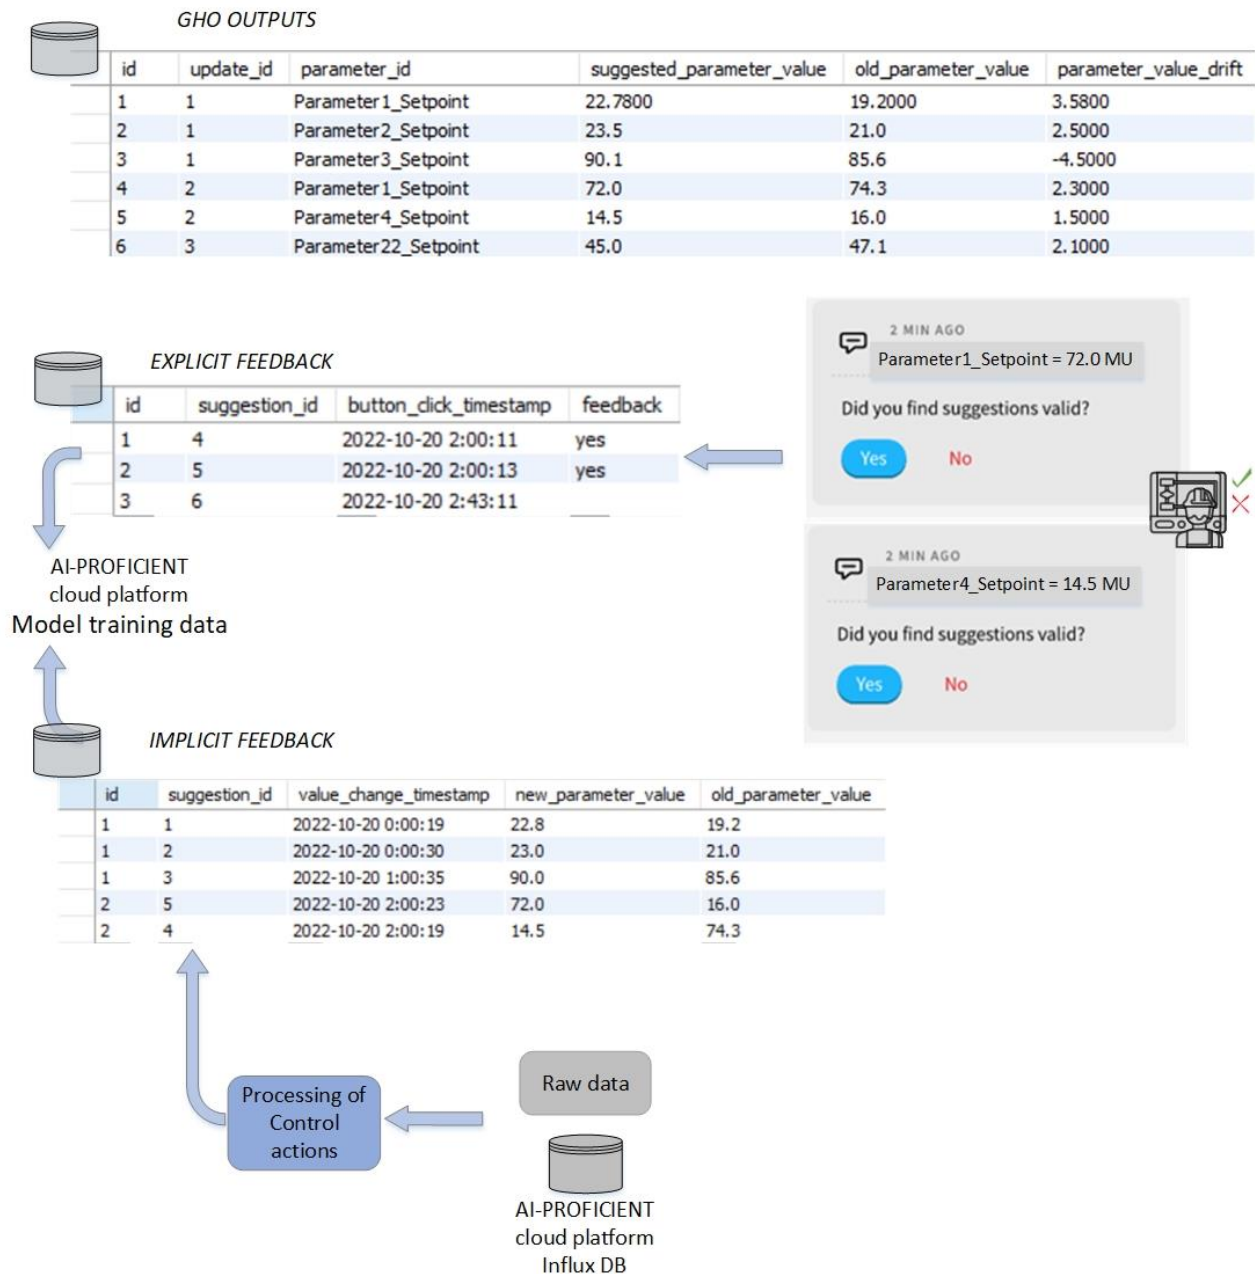 GHO OUTPUTS
id update_id parameter_id suggested_parameter_value old_parameter_value parameter_value_drift
1 1 Parameter1_Setpoint 22.7800 19.2000 3.5800
2 1 Parameter2_Setpoint 23.5 21.0 2.5000
3 1 Parameter3_Setpoint 90.1 85.6 -4.5000
4 2 Parameter1_Setpoint 72.0 74.3 2.3000
5 2 Parameter4_Setpoint 14.5 16.0 1.5000
6 3 Parameter22_Setpoint 45.0 47.1 2.1000
EXPLICIT FEEDBACK
id suggestion_id button_click_timestamp feedback
1 4 2022-10-20 2:00:11 yes
2 5 2022-10-20 2:00:13 yes
3 6 2022-10-20 2:43:11
2 MIN AGO
Parameter1_Setpoint = 72.0 MU
Did you find suggestions valid?
Yes No
2 MIN AGO
Parameter4_Setpoint = 14.5 MU
Did you find suggestions valid?
Yes No
AI-PROFICIENT
cloud platform
Model training data
IMPLICIT FEEDBACK
id suggestion_id value_change_timestamp new_parameter_value old_parameter_value
1 1 2022-10-20 0:00:19 22.8 19.2
1 2 2022-10-20 0:00:30 23.0 21.0
1 3 2022-10-20 1:00:35 90.0 85.6
2 5 2022-10-20 2:00:23 72.0 16.0
2 4 2022-10-20 2:00:19 14.5 74.3
Processing of
Control
actions
Raw data
AI-PROFICIENT
cloud platform
Influx DB